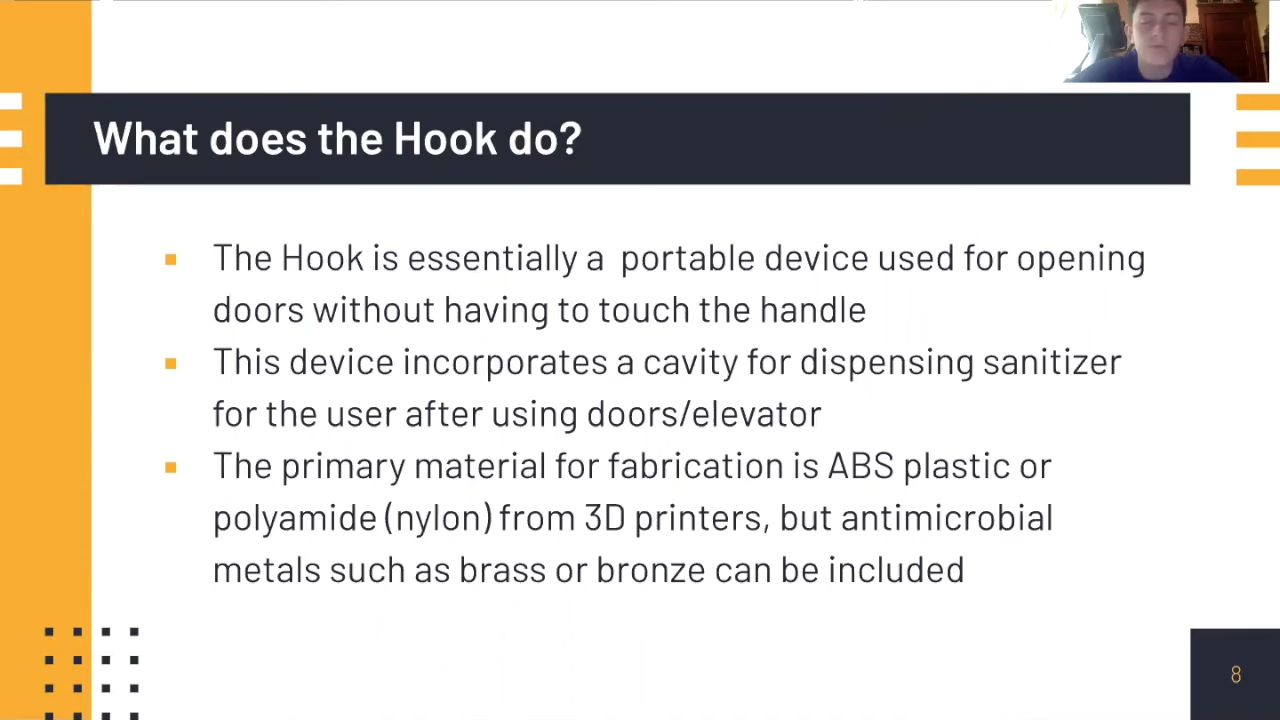 What does the Hook do?
The Hook is essentially a portable device used for opening
doors without having to touch the handle
This device incorporates a cavity for dispensing sanitizer
for the user after using doors/elevator
The primary material for fabrication is ABS plastic or
polyamide (nylon) from 3D printers, but antimicrobial
metals such as brass or bronze can be included
8